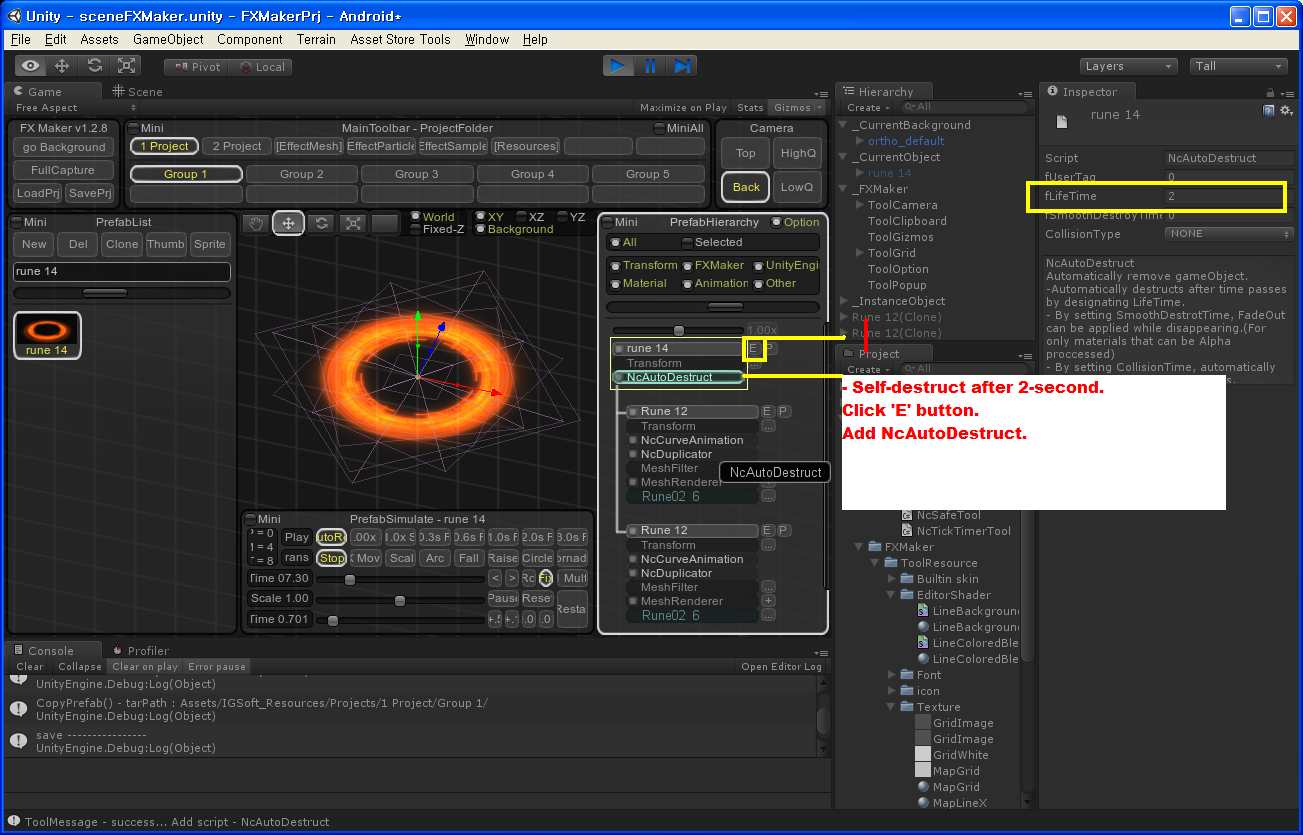 Unity - sceneFXMaker.unity - FXMakerPrj - Android*
File Edit Assets GameObject Component Terrain Asset Store Tools Window Help
Pivot Local
Layers Tall
Game Scene
Free Aspect Maximize on Play Stats Gizmos
FX Maker v1.2.8
go Background
FullCapture
LoadPrj SavePrj
Mini MainToolbar - ProjectFolder MiniAll
1 Project 2 Project [EffectMesh] EffectParticle EffectSample [Resources]
Group 1 Group 2 Group 3 Group 4 Group 5
Camera
Top HighQ
Back LowQ
Mini PrefabList
New Del Clone Thumb Sprite
rune 14
rune 14
World XY XZ YZ
Fixed-Z Background
Mini PrefabHierarchy Option
All Selected
Transform FXMaker UnityEngi
Material Animation Other
1.00x
rune 14 E P
Transform ...
NcAutoDestruct
Rune 12 E P
Transform ...
NcCurveAnimation
NcDuplicator
MeshFilter
MeshRenderer
Rune02 6 ...
NcAutoDestruct
Rune 12 E P
Transform ...
NcCurveAnimation
NcDuplicator
MeshFilter ...
MeshRenderer +
Rune02 6 ...
Mini PrefabSimulate - rune 14
= 0
= 4
= 8
Play utoRe .00x 1.0x S 0.3s F 0.6s F 1.0s F 2.0s F 3.0s F
rans Stop Move Scal Arc Fall Raise Circle ornad
Time 07.30 < > Rc Fix Mult
Scale 1.00 Paus Rese Resta
Time 0.701 .0 .0
Hierarchy
Create All
_CurrentBackground
ortho_default
_CurrentObject
rune 14
_FXMaker
ToolCamera
ToolClipboard
ToolGizmos
ToolGrid
ToolOption
ToolPopup
_InstanceObject
Rune 12(Clone)
Rune 12(Clone)
Project
Create All
- Self-destruct after 2-second.
Click 'E' button.
Add NcAutoDestruct.
NcSafeTool
NcTickTimerTool
FXMaker
ToolResource
Builtin skin
EditorShader
LineBackground
LineBackground
LineColoredBle
LineColoredBle
Font
icon
Texture
GridImage
GridImage
GridWhite
MapGrid
MapGrid
MapLineX
Inspector
rune 14
Script NcAutoDestruct
fUserTag 0
fLifeTime 2
fSmoothDestroyTime 0
CollisionType NONE
NcAutoDestruct
Automatically remove gameObject.
-Automatically destructs after time passes
by designating LifeTime.
- By setting SmoothDestrotTime, FadeOut
can be applied while disappearing.(For
only materials that can be Alpha
proccessed)
- By setting CollisionTime, automatically
Console Profiler
Clear Collapse Clear on play Error pause Open Editor Log
UnityEngine.Debug:Log(Object)
CopyPrefab() - tarPath : Assets/IGSoft_Resources/Projects/1 Project/Group 1/
UnityEngine.Debug:Log(Object)
save ----------------
UnityEngine.Debug:Log(Object)
ToolMessage - success... Add script - NcAutoDestruct